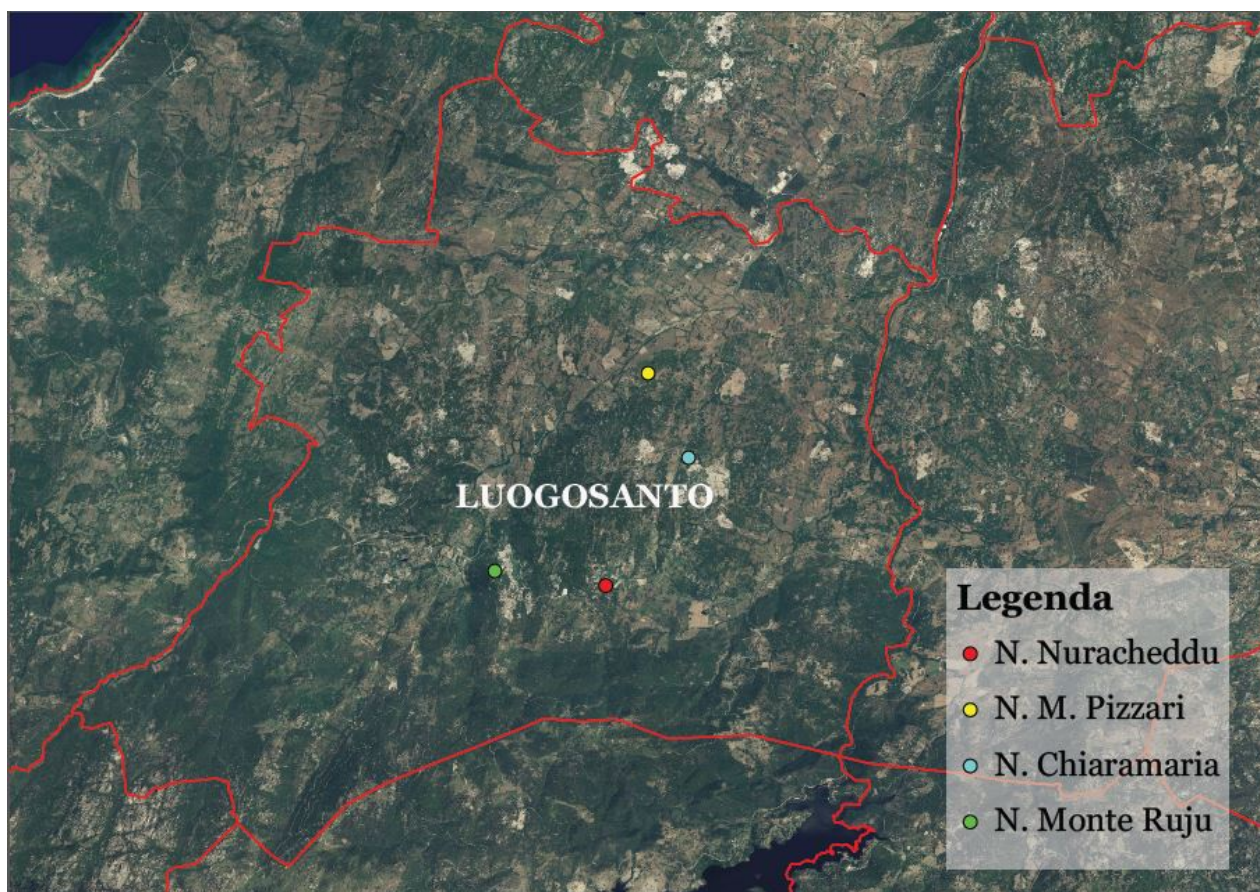 LUOGOSANTO
Legenda
N. Nuracheddu
N. M. Pizzari
N. Chiaramaria
N. Monte Ruju